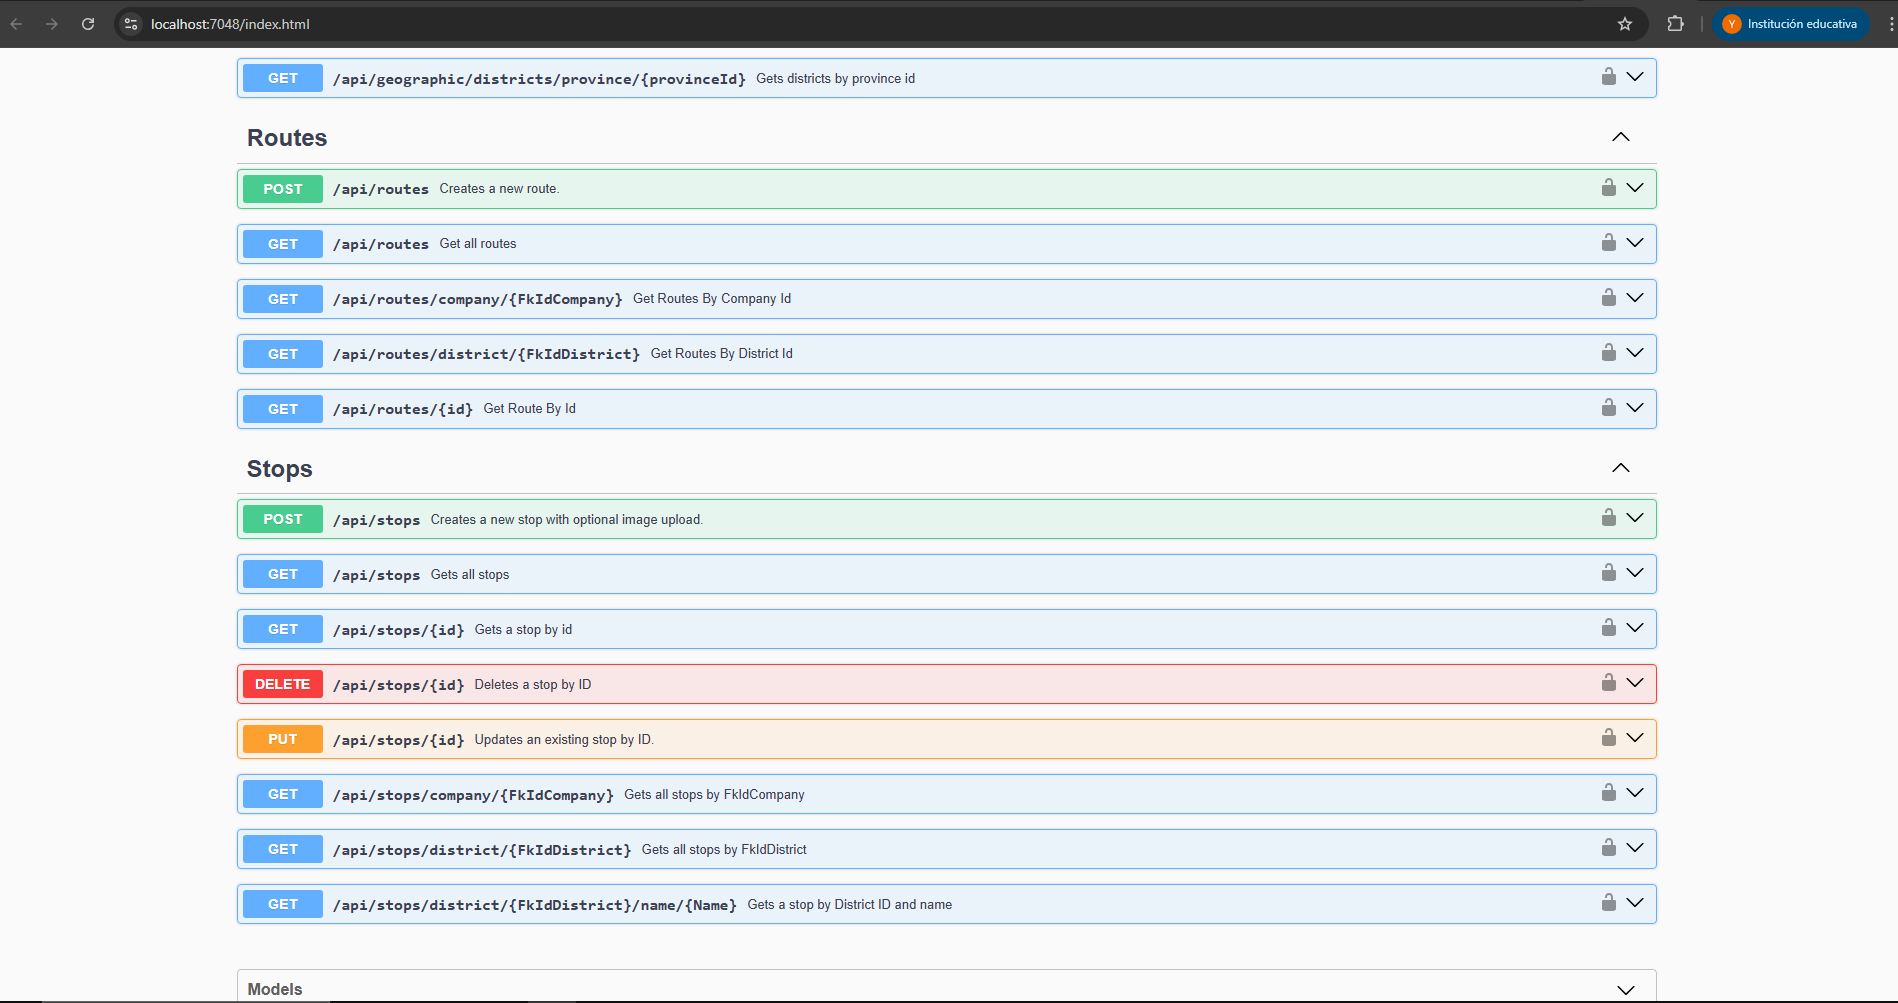 localhost:7048/index.html
Y Institución educativa
GET /api/geographic/districts/province/{provinceId} Gets districts by province id
Routes
POST /api/routes Creates a new route.
GET /api/routes Get all routes
GET /api/routes/company/{FkIdCompany} Get Routes By Company Id
GET /api/routes/district/{FkIdDistrict} Get Routes By District Id
GET /api/routes/{id} Get Route By Id
Stops
POST /api/stops Creates a new stop with optional image upload.
GET /api/stops Gets all stops
GET /api/stops/{id} Gets a stop by id
DELETE /api/stops/{id} Deletes a stop by ID
PUT /api/stops/{id} Updates an existing stop by ID.
GET /api/stops/company/{FkIdCompany} Gets all stops by FkIdCompany
GET /api/stops/district/{FkIdDistrict} Gets all stops by FkIdDistrict
GET /api/stops/district/{FkIdDistrict}/name/{Name} Gets a stop by District ID and name
Models